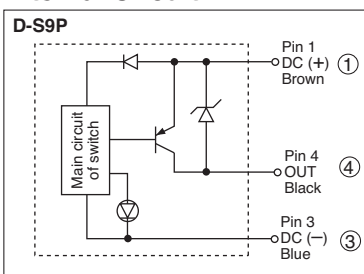 D-S9P
Main circuit
of switch
Pin 1
DC (+) ①
Brown
Pin 4
OUT ④
Black
Pin 3
DC (−) ③
Blue